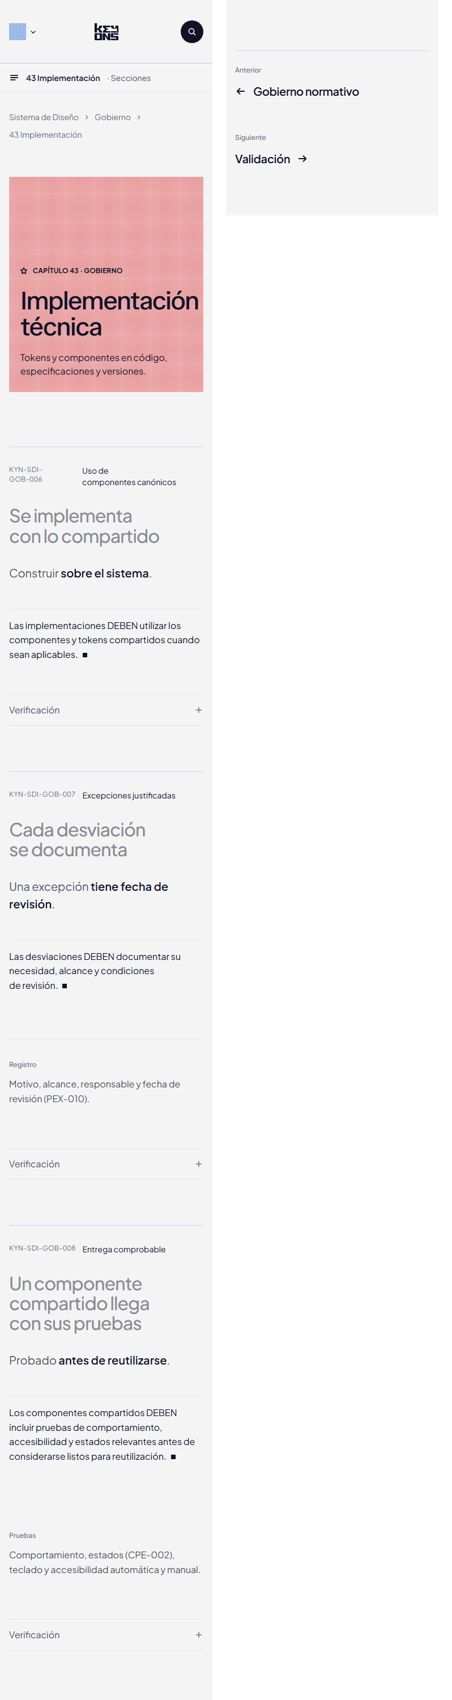 KEY
ONS
43 Implementación · Secciones
Sistema de Diseño > Gobierno >
43 Implementación
CAPÍTULO 43 · GOBIERNO
Implementación
técnica
Tokens y componentes en código,
especificaciones y versiones.
KYN-SDI-
GOB-006
Uso de
componentes canónicos
Se implementa
con lo compartido
Construir sobre el sistema.
Las implementaciones DEBEN utilizar los
componentes y tokens compartidos cuando
sean aplicables.
Verificación
KYN-SDI-GOB-007 Excepciones justificadas
Cada desviación
se documenta
Una excepción tiene fecha de
revisión.
Las desviaciones DEBEN documentar su
necesidad, alcance y condiciones
de revisión.
Registro
Motivo, alcance, responsable y fecha de
revisión (PEX-010).
Verificación
KYN-SDI-GOB-008 Entrega comprobable
Un componente
compartido llega
con sus pruebas
Probado antes de reutilizarse.
Los componentes compartidos DEBEN
incluir pruebas de comportamiento,
accesibilidad y estados relevantes antes de
considerarse listos para reutilización.
Pruebas
Comportamiento, estados (CPE-002),
teclado y accesibilidad automática y manual.
Verificación
Anterior
← Gobierno normativo
Siguiente
Validación →